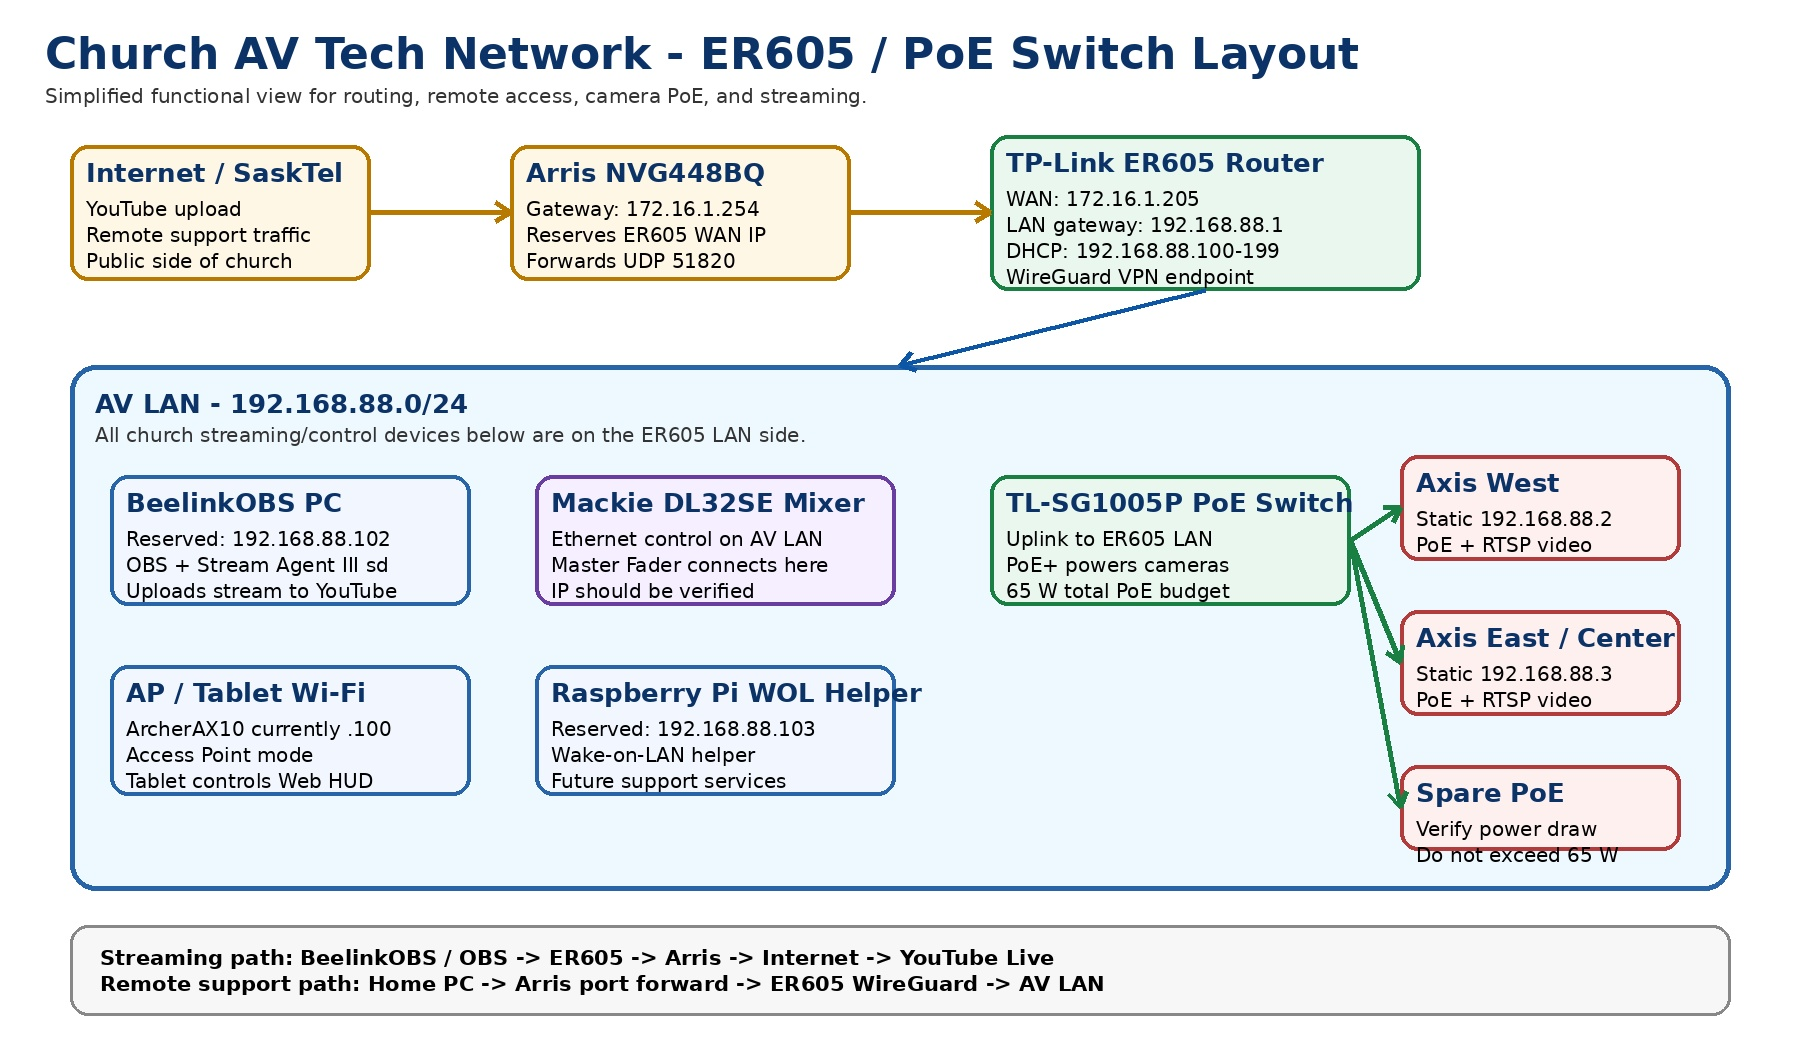 Church AV Tech Network - ER605 / PoE Switch Layout
Simplified functional view for routing, remote access, camera PoE, and streaming.
Internet / SaskTel
YouTube upload
Remote support traffic
Public side of church
Arris NVG448BQ
Gateway: 172.16.1.254
Reserves ER605 WAN IP
Forwards UDP 51820
TP-Link ER605 Router
WAN: 172.16.1.205
LAN gateway: 192.168.88.1
DHCP: 192.168.88.100-199
WireGuard VPN endpoint
AV LAN - 192.168.88.0/24
All church streaming/control devices below are on the ER605 LAN side.
BeelinkOBS PC
Reserved: 192.168.88.102
OBS + Stream Agent III sd
Uploads stream to YouTube
Mackie DL32SE Mixer
Ethernet control on AV LAN
Master Fader connects here
IP should be verified
TL-SG1005P PoE Switch
Uplink to ER605 LAN
PoE+ powers cameras
65 W total PoE budget
Axis West
Static 192.168.88.2
PoE + RTSP video
Axis East / Center
Static 192.168.88.3
PoE + RTSP video
Spare PoE
Verify power draw
Do not exceed 65 W
AP / Tablet Wi-Fi
ArcherAX10 currently .100
Access Point mode
Tablet controls Web HUD
Raspberry Pi WOL Helper
Reserved: 192.168.88.103
Wake-on-LAN helper
Future support services
Streaming path: BeelinkOBS / OBS -> ER605 -> Arris -> Internet -> YouTube Live
Remote support path: Home PC -> Arris port forward -> ER605 WireGuard -> AV LAN